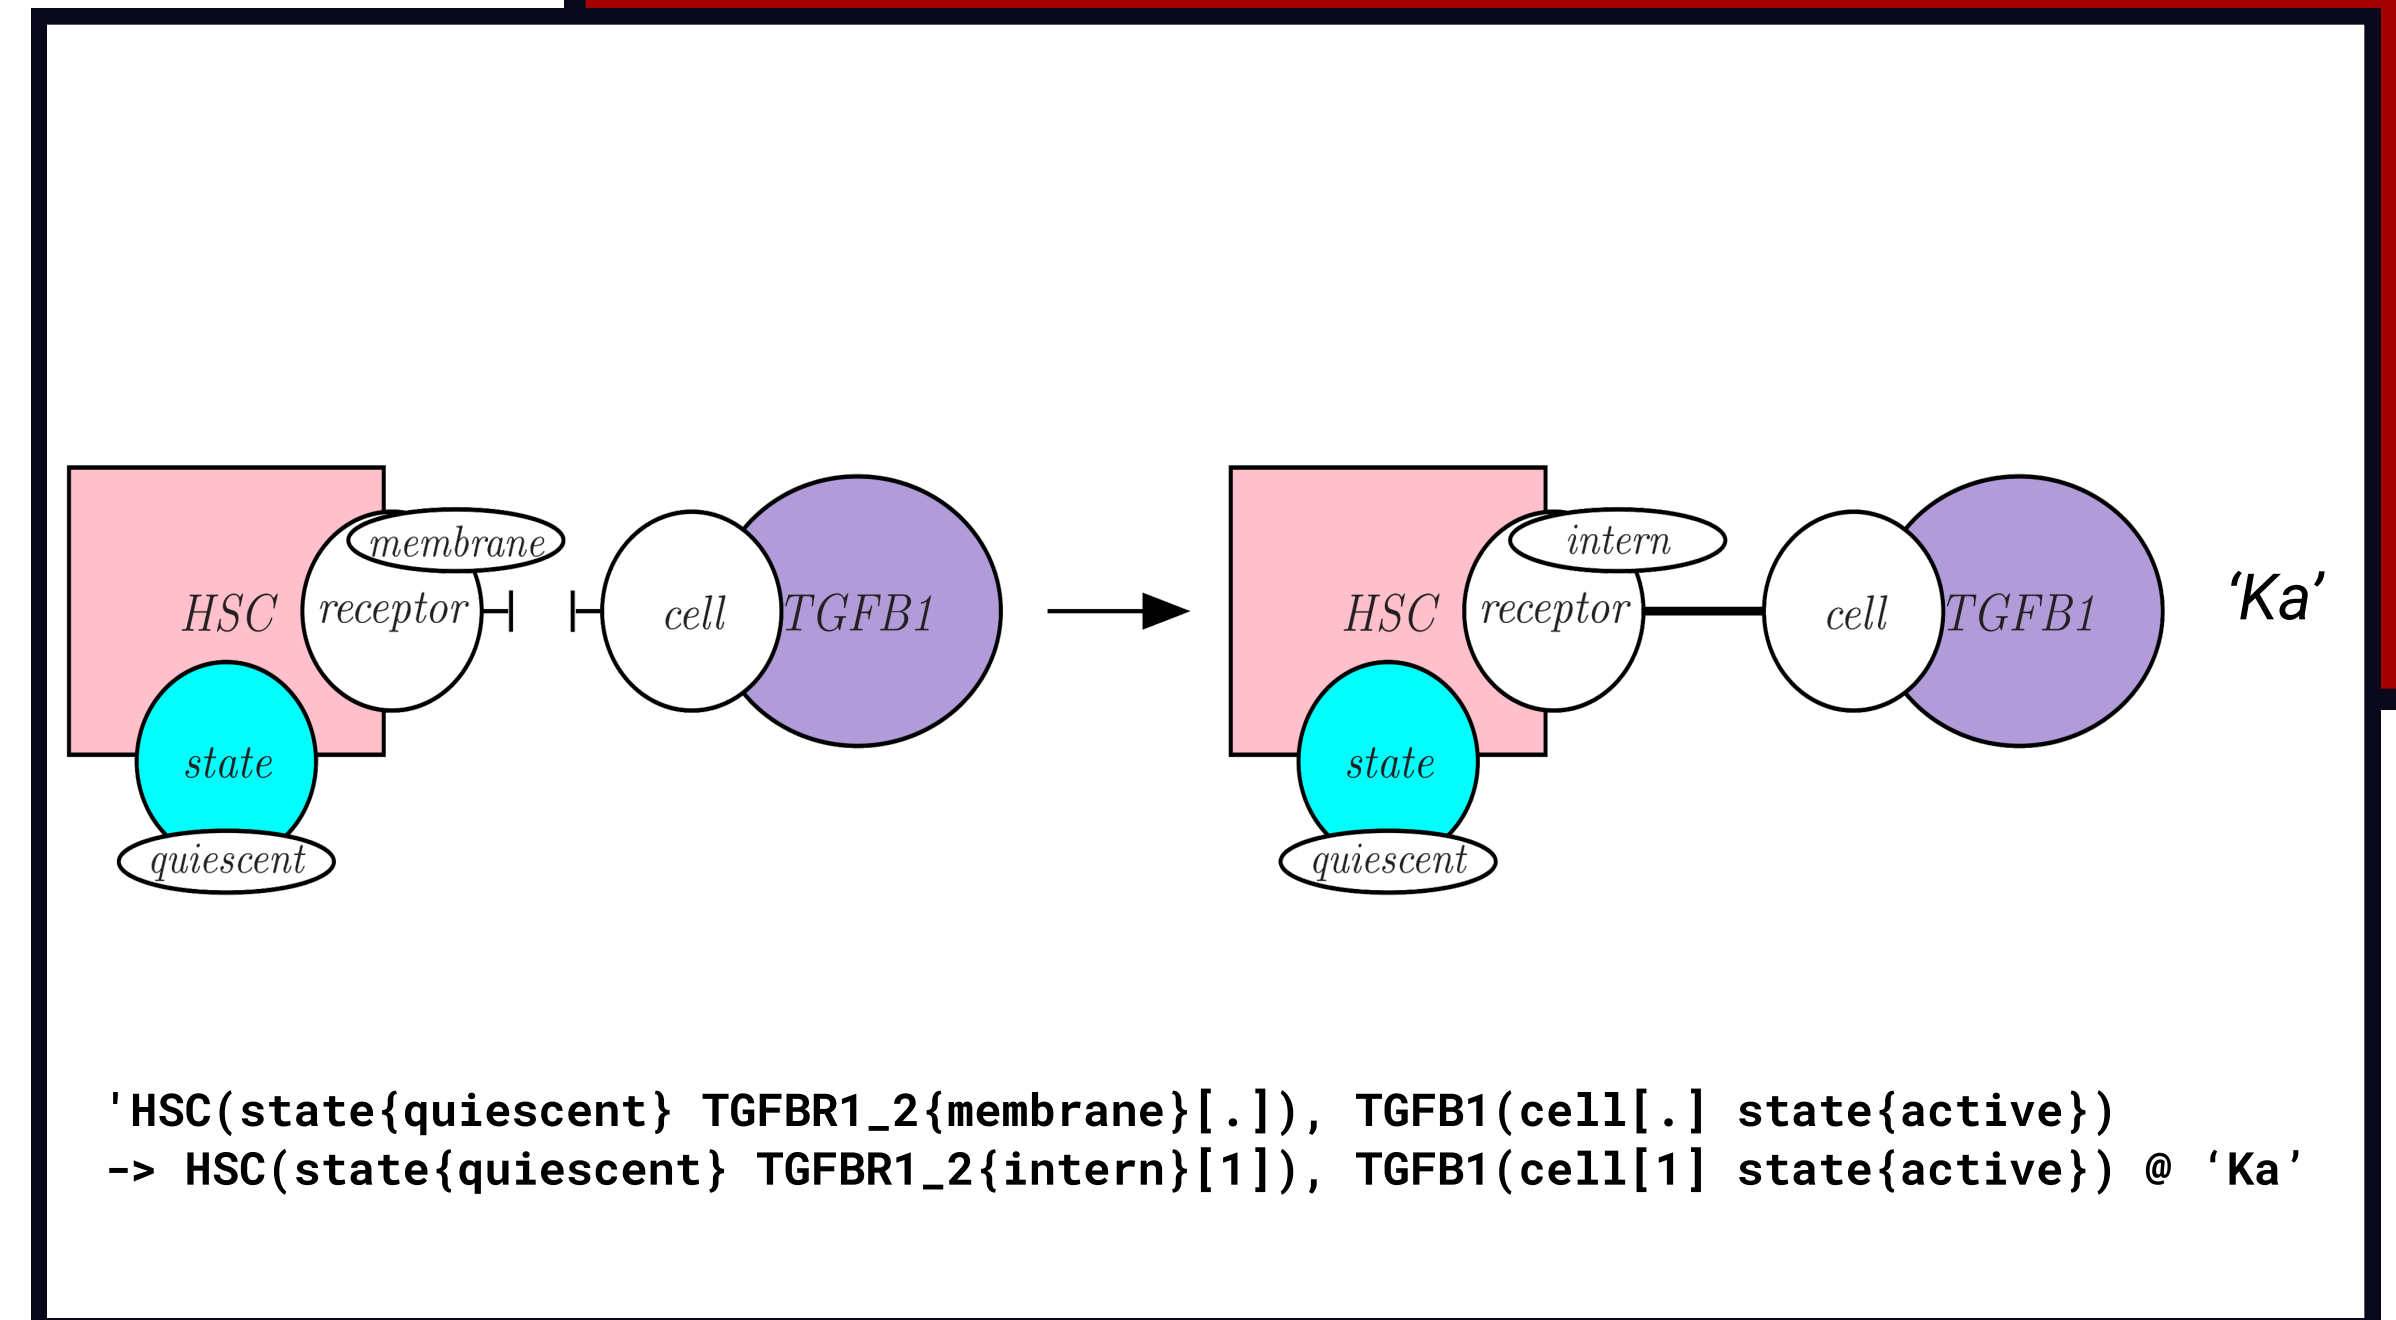 membrane
intern
HSC receptor cell TGFB1 HSC receptor cell TGFB1 ‘Ka’
state state
quiescent quiescent
'HSC(state{quiescent} TGFBR1_2{membrane}[.]), TGFB1(cell[.] state{active})
-> HSC(state{quiescent} TGFBR1_2{intern}[1]), TGFB1(cell[1] state{active}) @ ‘Ka’